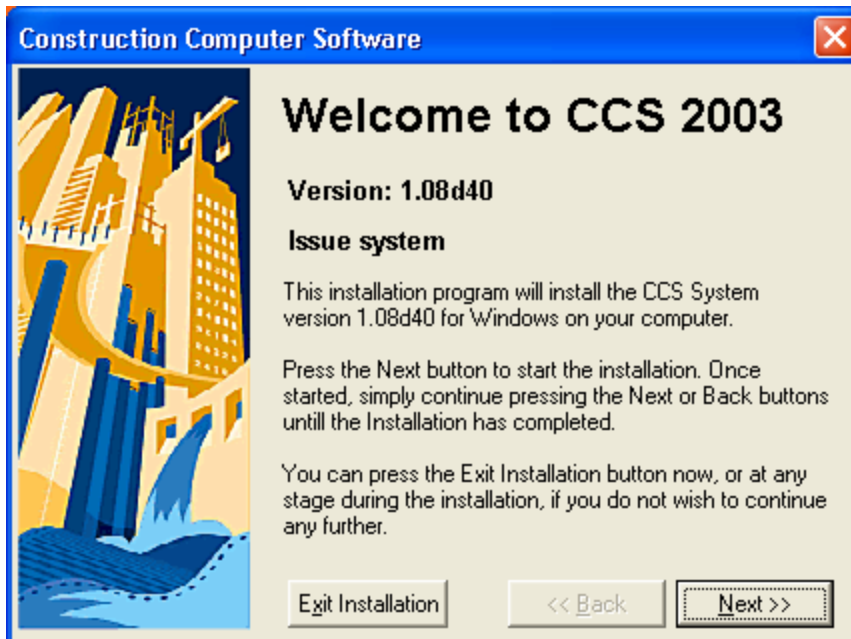 Construction Computer Software
Welcome to CCS 2003
Version: 1.08d40
Issue system
This installation program will install the CCS System
version 1.08d40 for Windows on your computer.
Press the Next button to start the installation. Once
started, simply continue pressing the Next or Back buttons
untill the Installation has completed.
You can press the Exit Installation button now, or at any
stage during the installation, if you do not wish to continue
any further.
Exit Installation
<< Back
Next >>